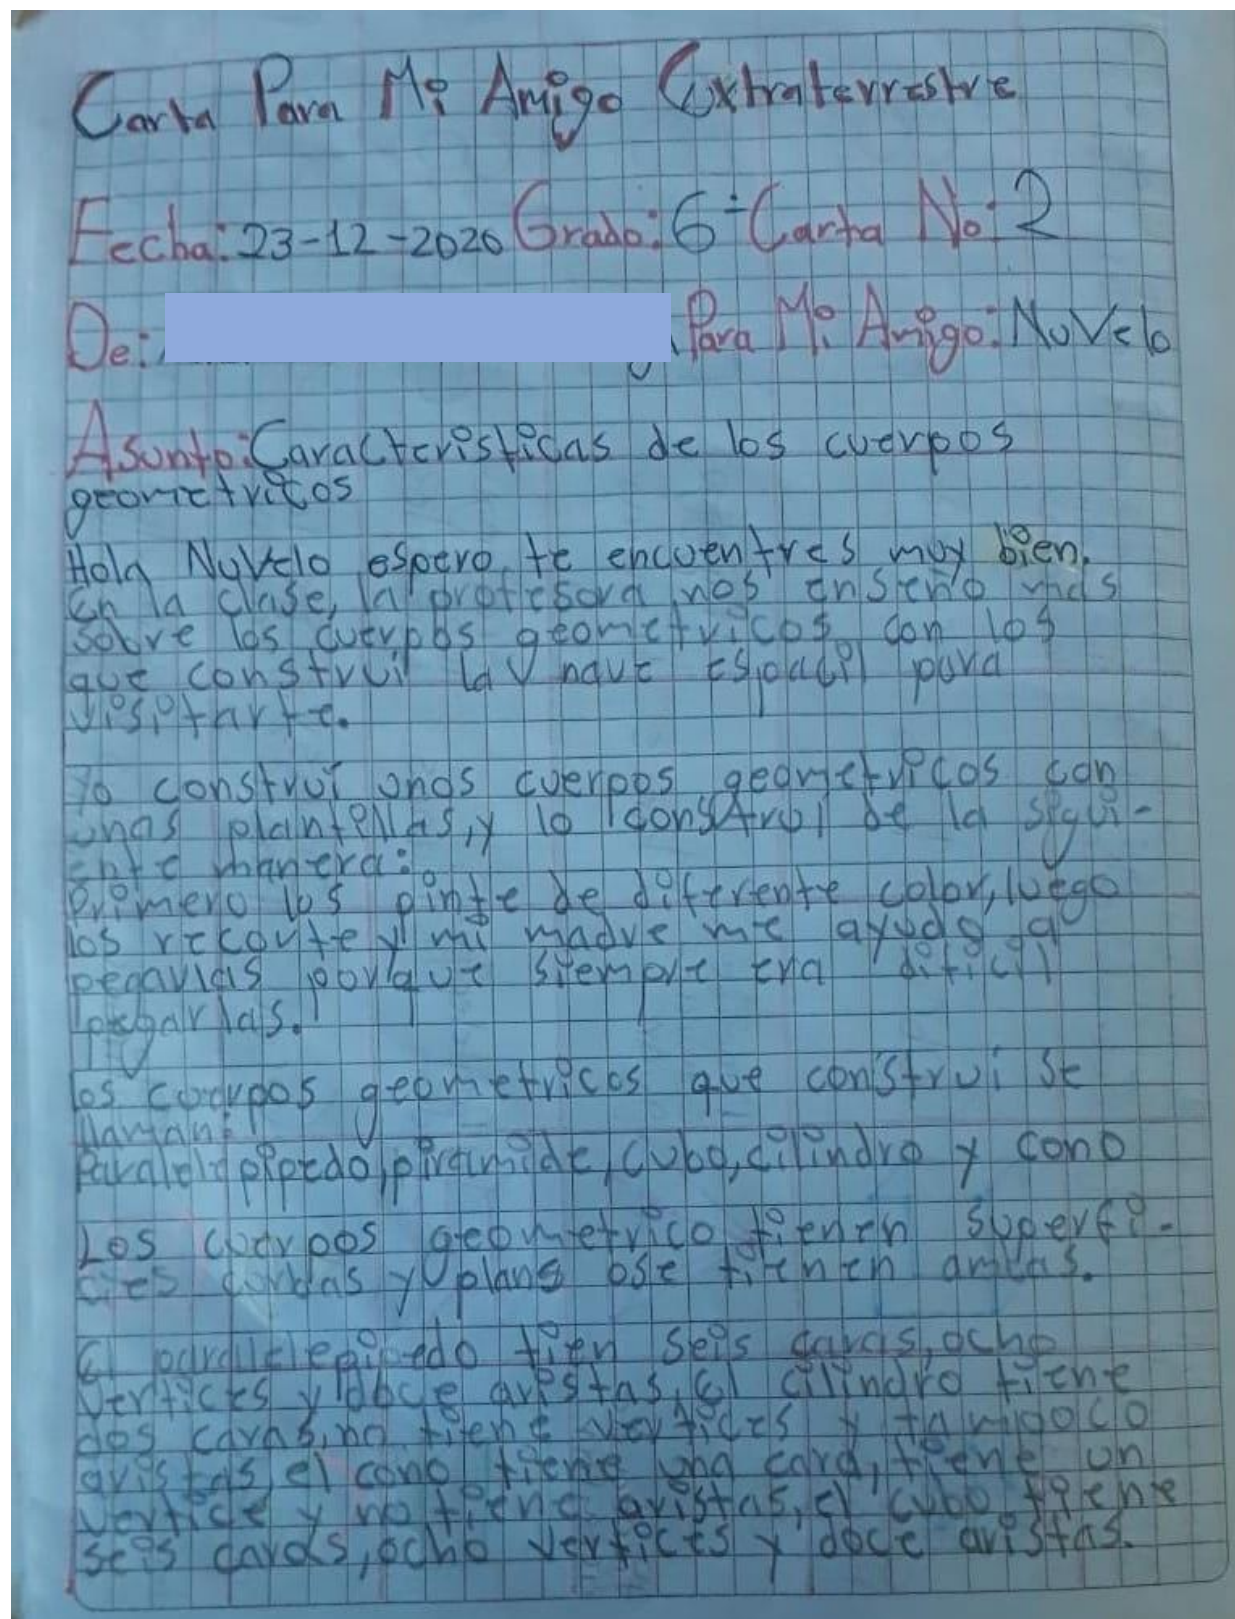 Carta Para Mi Amigo Extraterrestre
Fecha: 23-12-2020 Grado: 6- Carta No: 2
De: Para Mi Amigo: NuVelo
Asunto: Caracteristicas de los cuerpos
geometricos
Hola NuVelo espero te encuentres muy bien.
En la clase, la profesora nos enseño mas
sobre los cuerpos geometricos con los
que construi la nave espacil para
visitarte.
Yo construi unos cuerpos geometricos con
unas plantillas, y lo construi de la sigui-
ente manera:
Primero los pinte de diferente color, luego
los recorte y mi madre me ayudo a
pegarlas porque siempre era dificil
pegarlas.
los cuerpos geometricos que construi se
llaman:
Paralelepipedo, piramide, cubo, cilindro y cono
Los cuerpos geometrico tienen superfi-
cies curbas y plans ose tienen ambas.
El paralelepipedo tien seis caras, ocho
vertices y doce aristas, el cilindro tiene
dos caras, no tiene vertices y tampoco
aristas, el cono tiene una cara, tiene un
vertice y no tiene aristas, el cubo tiene
seis caras, ocho vertices y doce aristas.